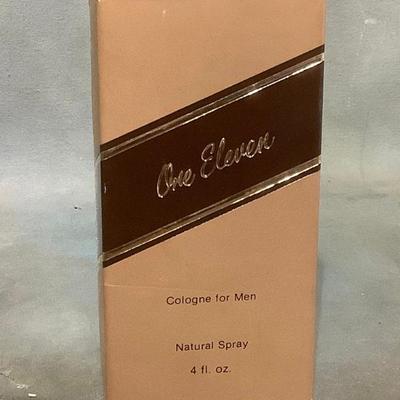 One Eleven
Cologne for Men
Natural Spray
4 fl. oz.